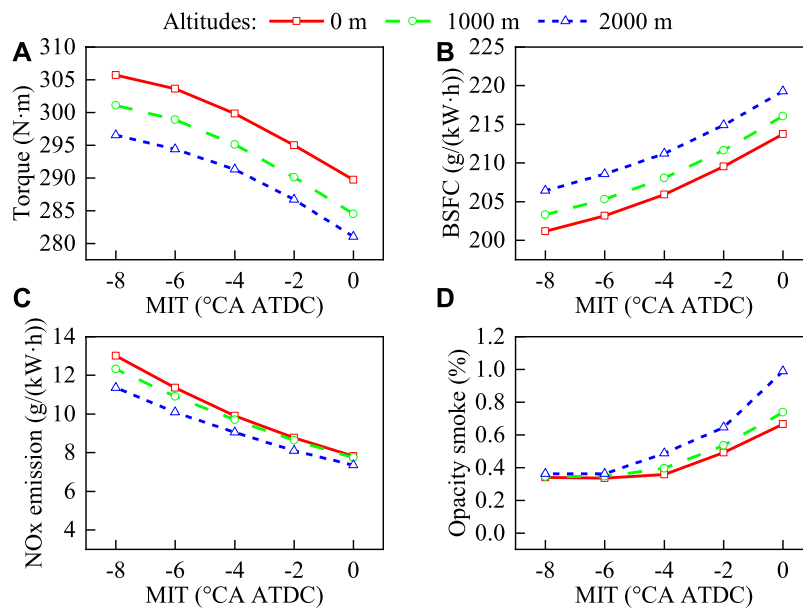 Altitudes: 0 m 1000 m 2000 m
A
Torque (N·m)
310
305
300
295
290
285
280
-8 -6 -4 -2 0
MIT (°CA ATDC)
B
BSFC (g/(kW·h))
225
220
215
210
205
200
-8 -6 -4 -2 0
MIT (°CA ATDC)
C
NOx emission (g/(kW·h))
14
12
10
8
6
4
-8 -6 -4 -2 0
MIT (°CA ATDC)
D
Opacity smoke (%)
1.2
1.0
0.8
0.6
0.4
0.2
0.0
-8 -6 -4 -2 0
MIT (°CA ATDC)